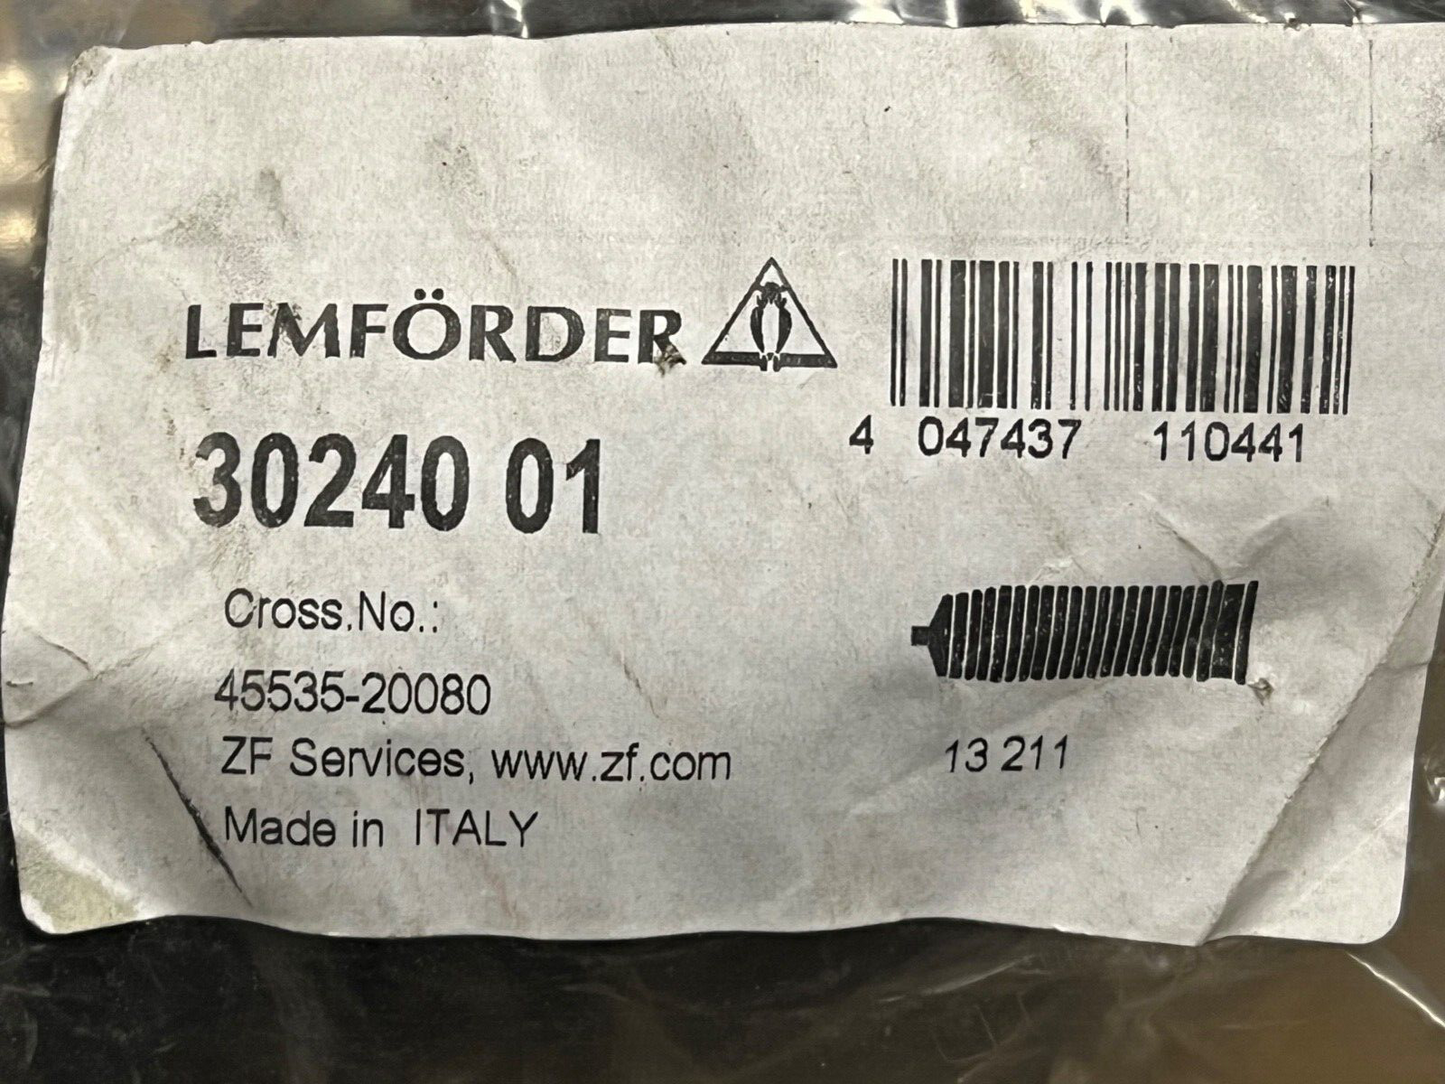 LEMFÖRDER
4 047437 110441
30240 01
Cross.No.:
45535-20080
ZF Services, www.zf.com
Made in ITALY
13 211